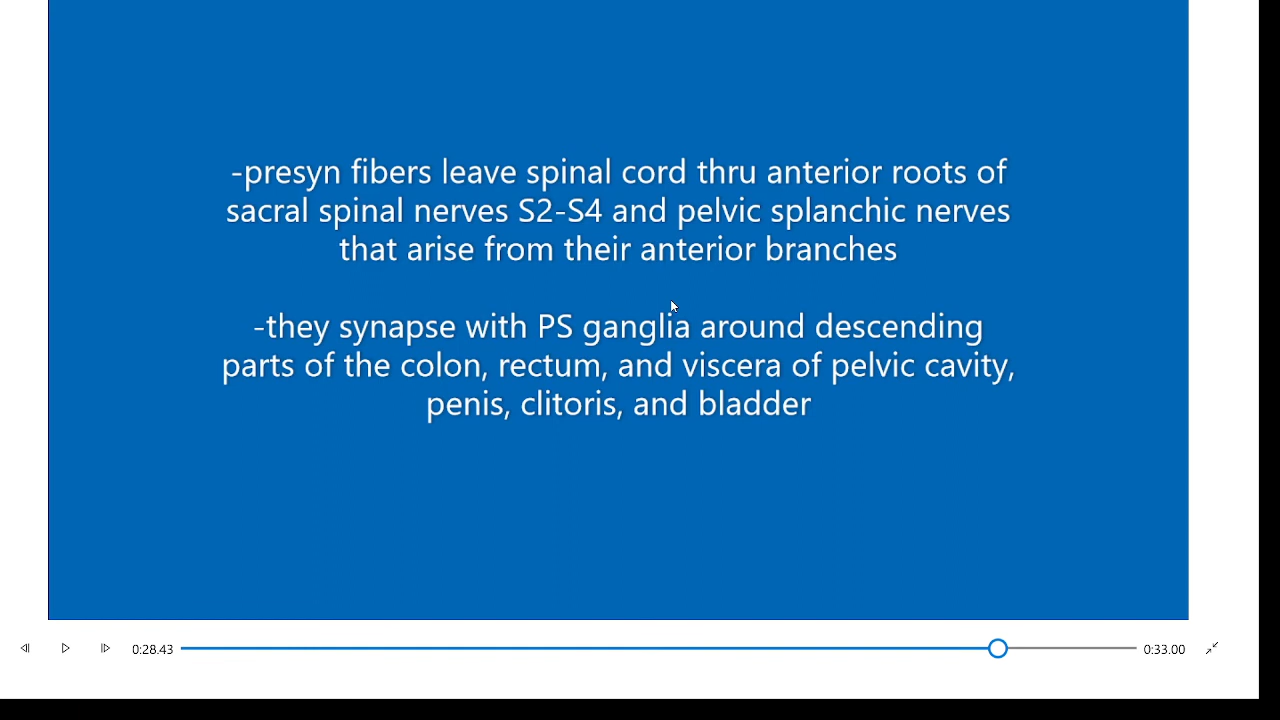 -presyn fibers leave spinal cord thru anterior roots of
sacral spinal nerves S2-S4 and pelvic splanchic nerves
that arise from their anterior branches
-they synapse with PS ganglia around descending
parts of the colon, rectum, and viscera of pelvic cavity,
penis, clitoris, and bladder
0:28.43
0:33.00